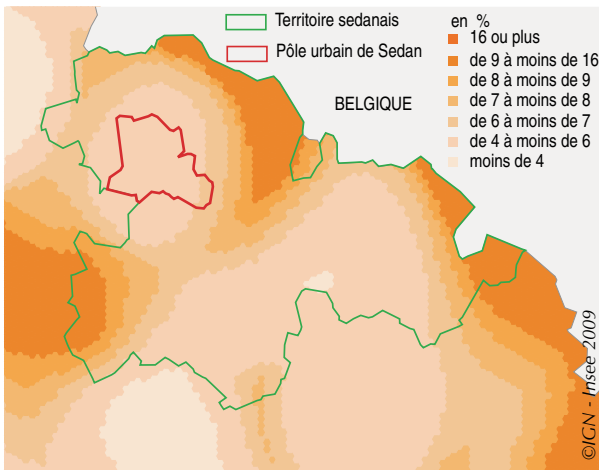 Territoire sedanais
Pôle urbain de Sedan
BELGIQUE
en %
16 ou plus
de 9 à moins de 16
de 8 à moins de 9
de 7 à moins de 8
de 6 à moins de 7
de 4 à moins de 6
moins de 4
©IGN - Insee 2009